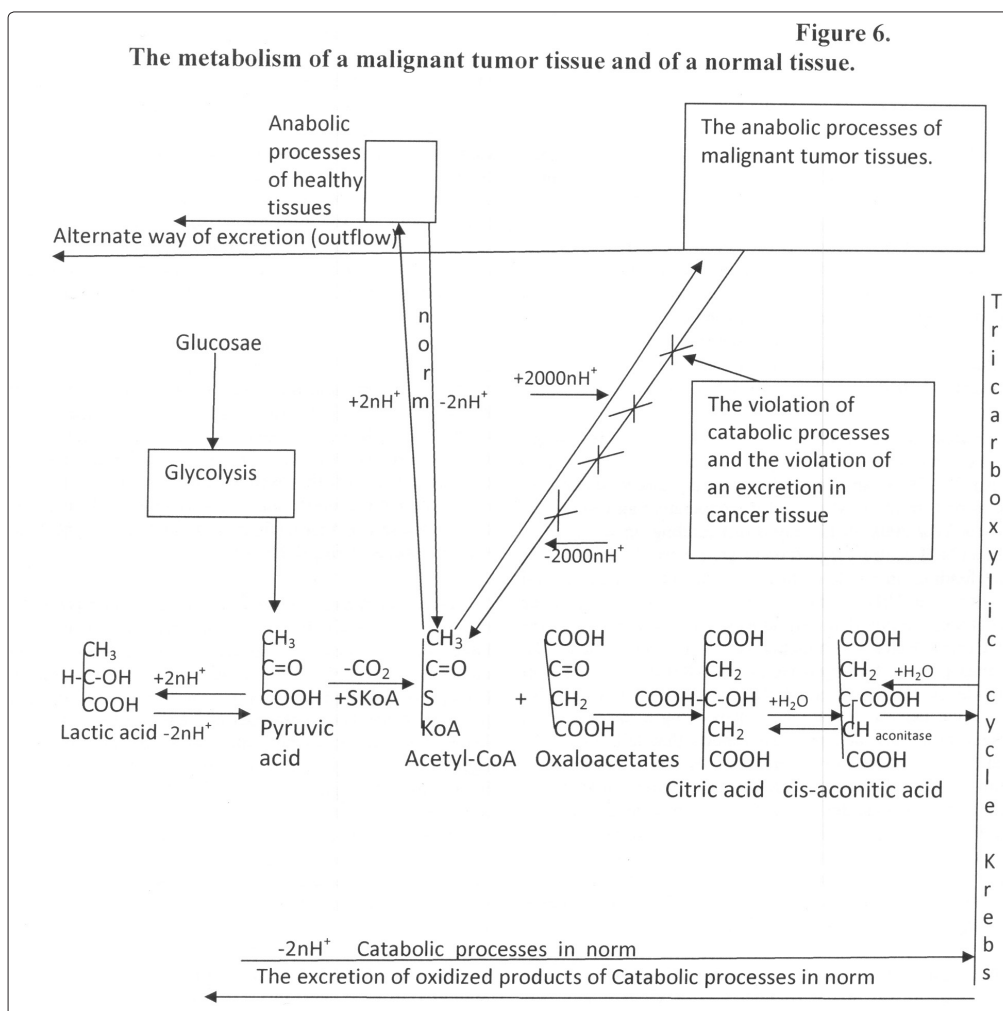 Figure 6.
The metabolism of a malignant tumor tissue and of a normal tissue.
Anabolic
processes
of healthy
tissues
The anabolic processes of
malignant tumor tissues.
Alternate way of excretion (outflow)
Glucosae
Glycolysis
norm
+2nH⁺
-2nH⁺
+2000nH⁺
-2000nH⁺
The violation of
catabolic processes
and the violation of
an excretion in
cancer tissue
Tricarboxylic cycle Krebs
CH₃
H-C-OH
COOH
Lactic acid
+2nH⁺
-2nH⁺
CH₃
C=O
COOH
Pyruvic
acid
-CO₂
+SKoA
CH₃
C=O
S
KoA
Acetyl-CoA
+
COOH
C=O
CH₂
COOH
Oxaloacetates
COOH
CH₂
COOH-C-OH
CH₂
COOH
Citric acid
+H₂O
COOH
CH₂
C-COOH
CH aconitase
COOH
cis-aconitic acid
+H₂O
-2nH⁺ Catabolic processes in norm
The excretion of oxidized products of Catabolic processes in norm